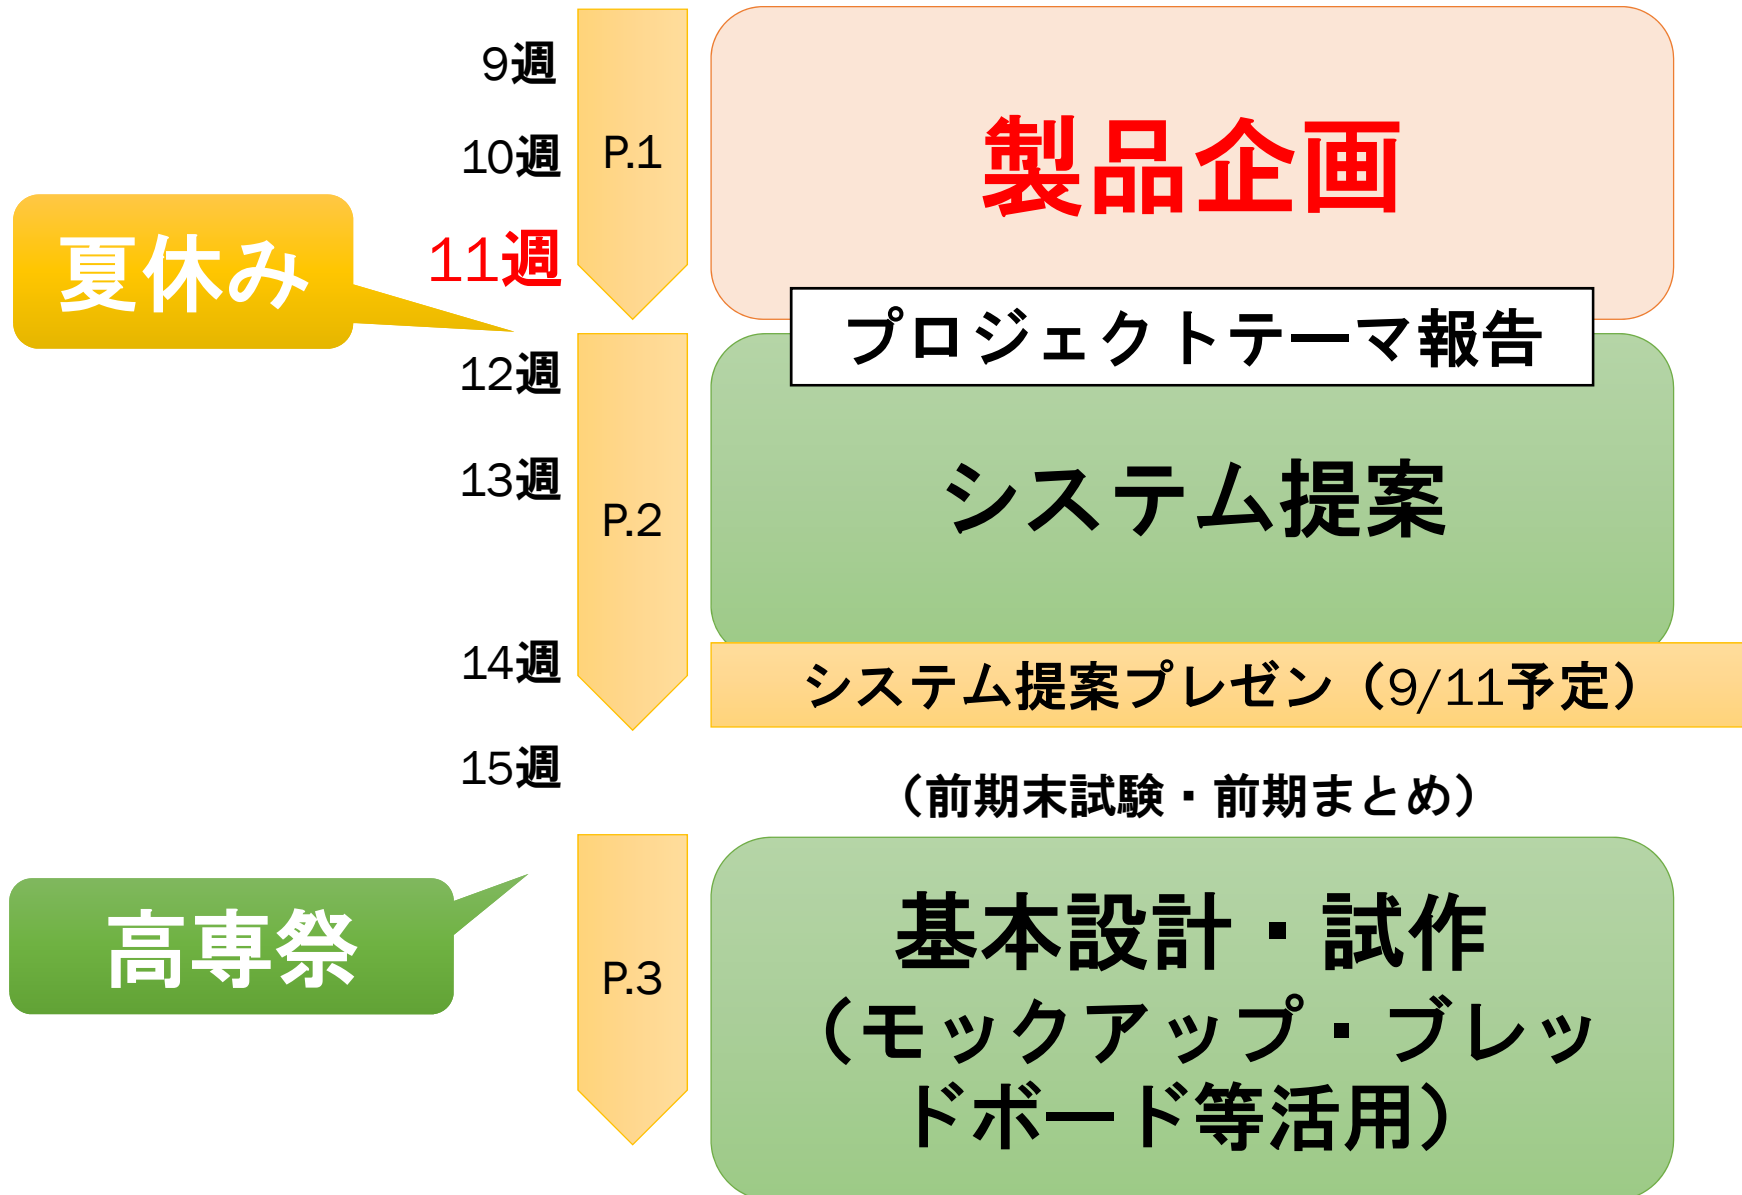 9週
10週
P.1
製品企画
夏休み
11週
プロジェクトテーマ報告
12週
13週
P.2
システム提案
14週
システム提案プレゼン（9/11予定）
15週
（前期末試験・前期まとめ）
高専祭
P.3
基本設計・試作
（モックアップ・ブレッ
ドボード等活用）